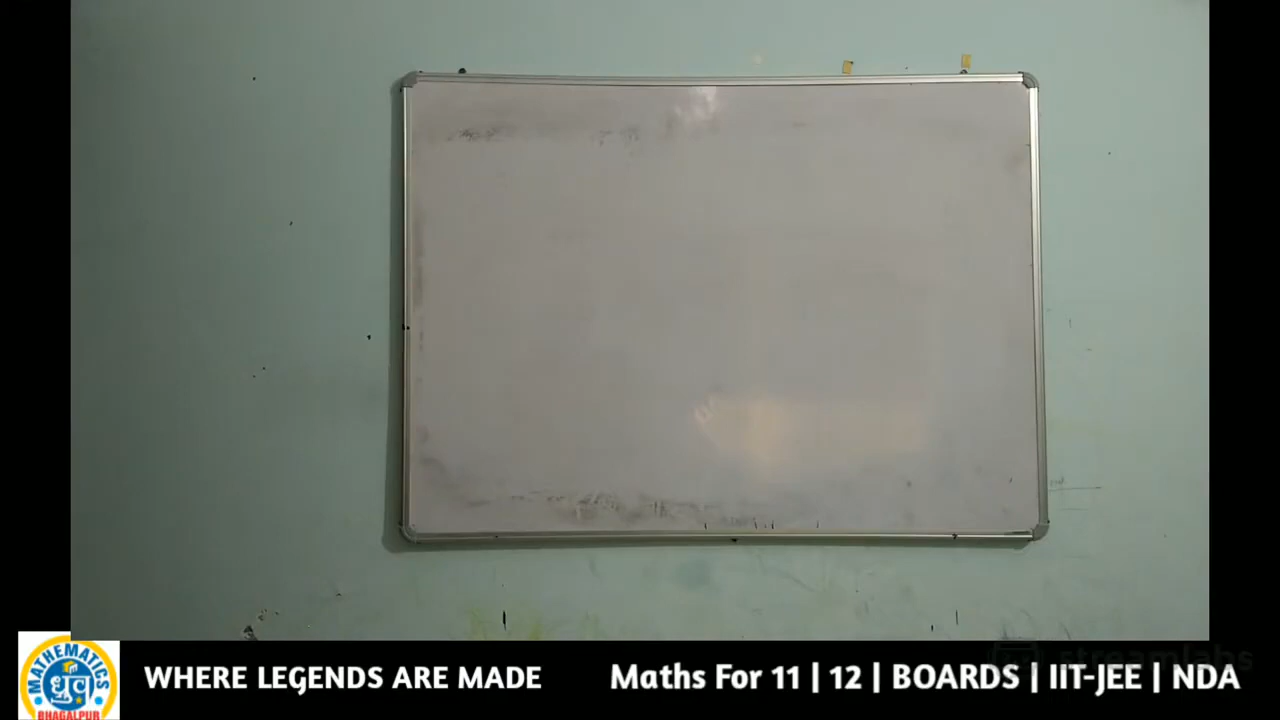 WHERE LEGENDS ARE MADE
Maths For 11 | 12 | BOARDS | IIT-JEE | NDA
streamlabs
MATHEMATICS
ध्रुव
BHAGALPUR